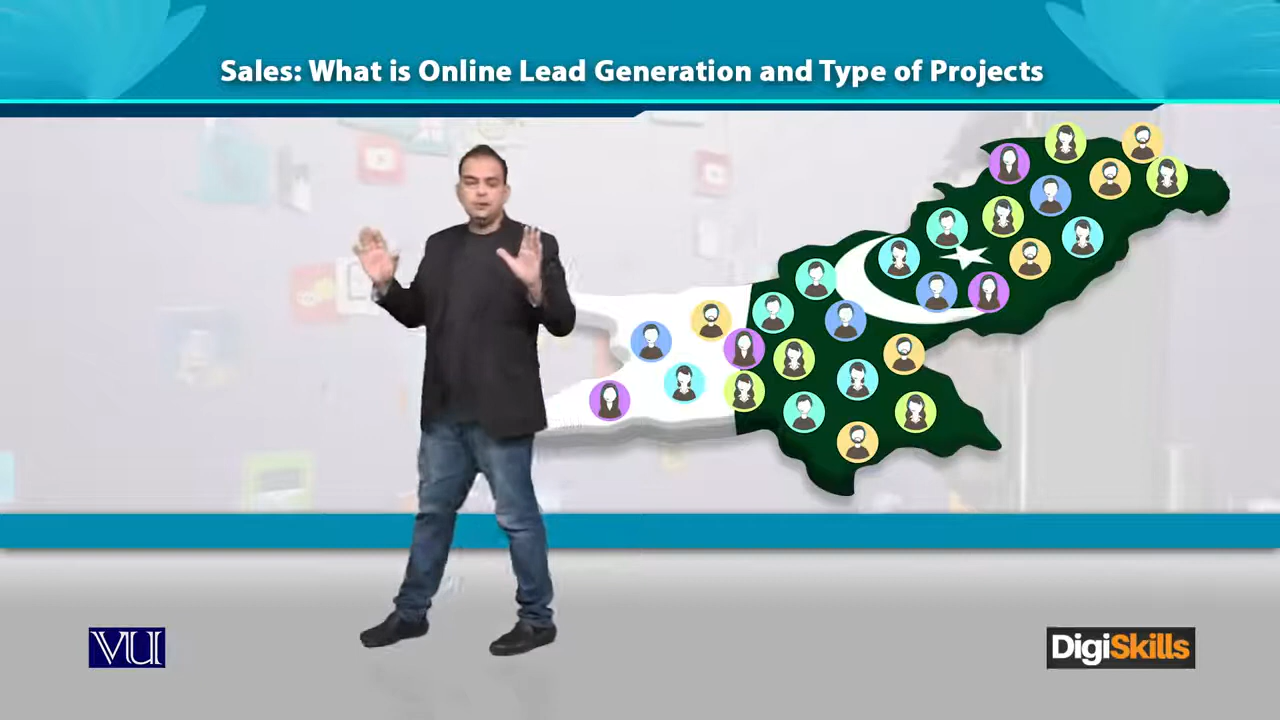 Sales: What is Online Lead Generation and Type of Projects
VU
DigiSkills